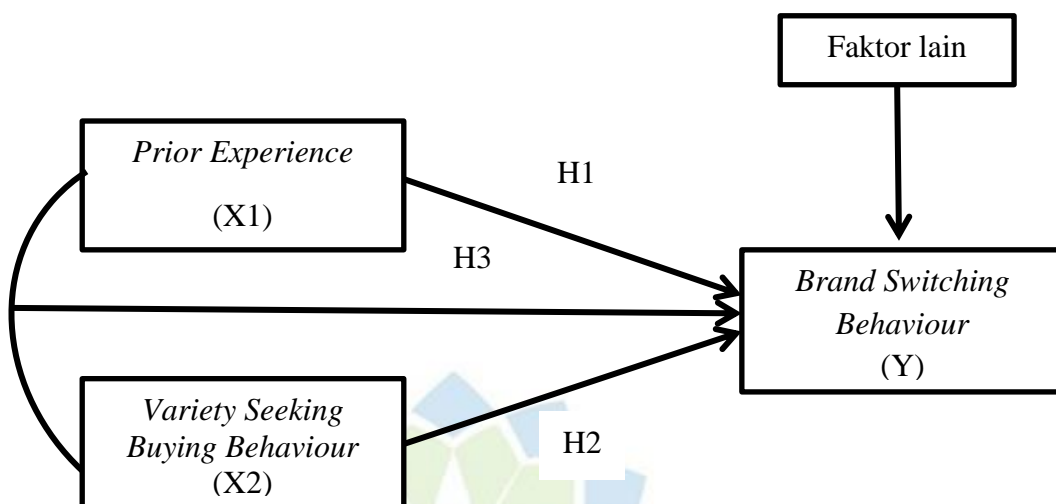 Faktor lain
Prior Experience
(X1)
H1
H3
Brand Switching
Behaviour
(Y)
Variety Seeking
Buying Behaviour
(X2)
H2